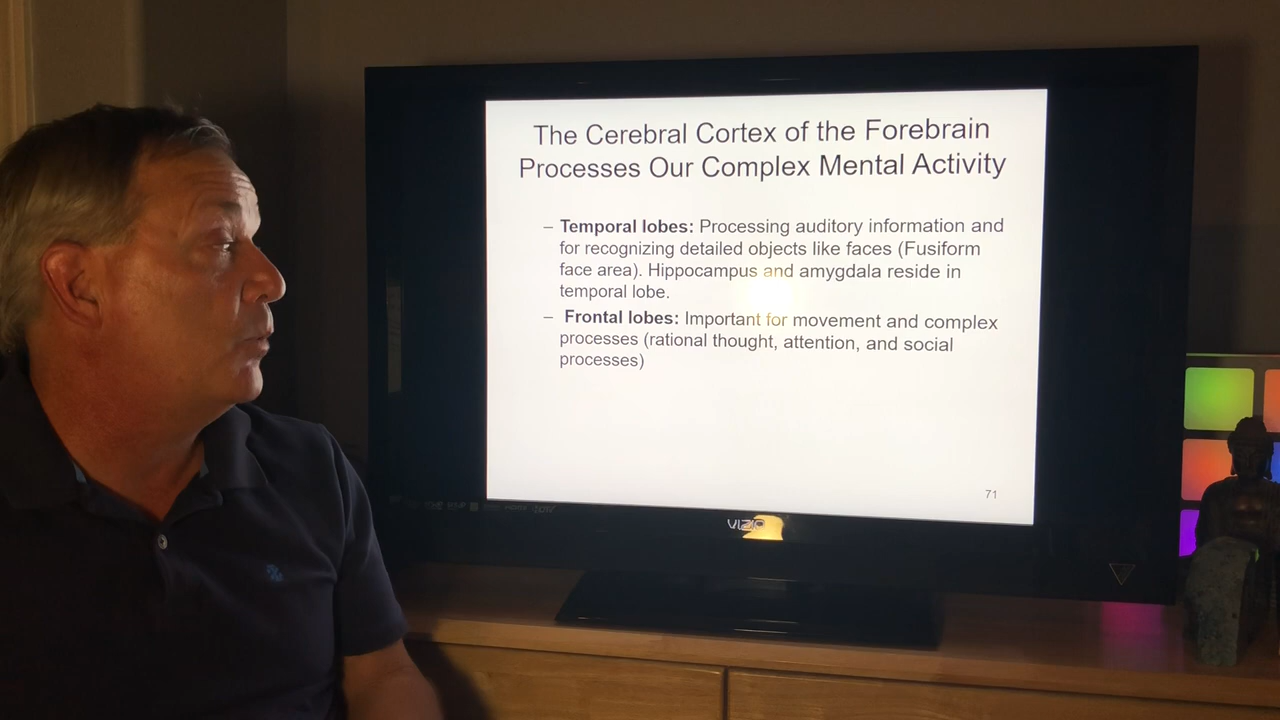 The Cerebral Cortex of the Forebrain
Processes Our Complex Mental Activity
– Temporal lobes: Processing auditory information and
for recognizing detailed objects like faces (Fusiform
face area). Hippocampus and amygdala reside in
temporal lobe.
– Frontal lobes: Important for movement and complex
processes (rational thought, attention, and social
processes)
71
VIZIO